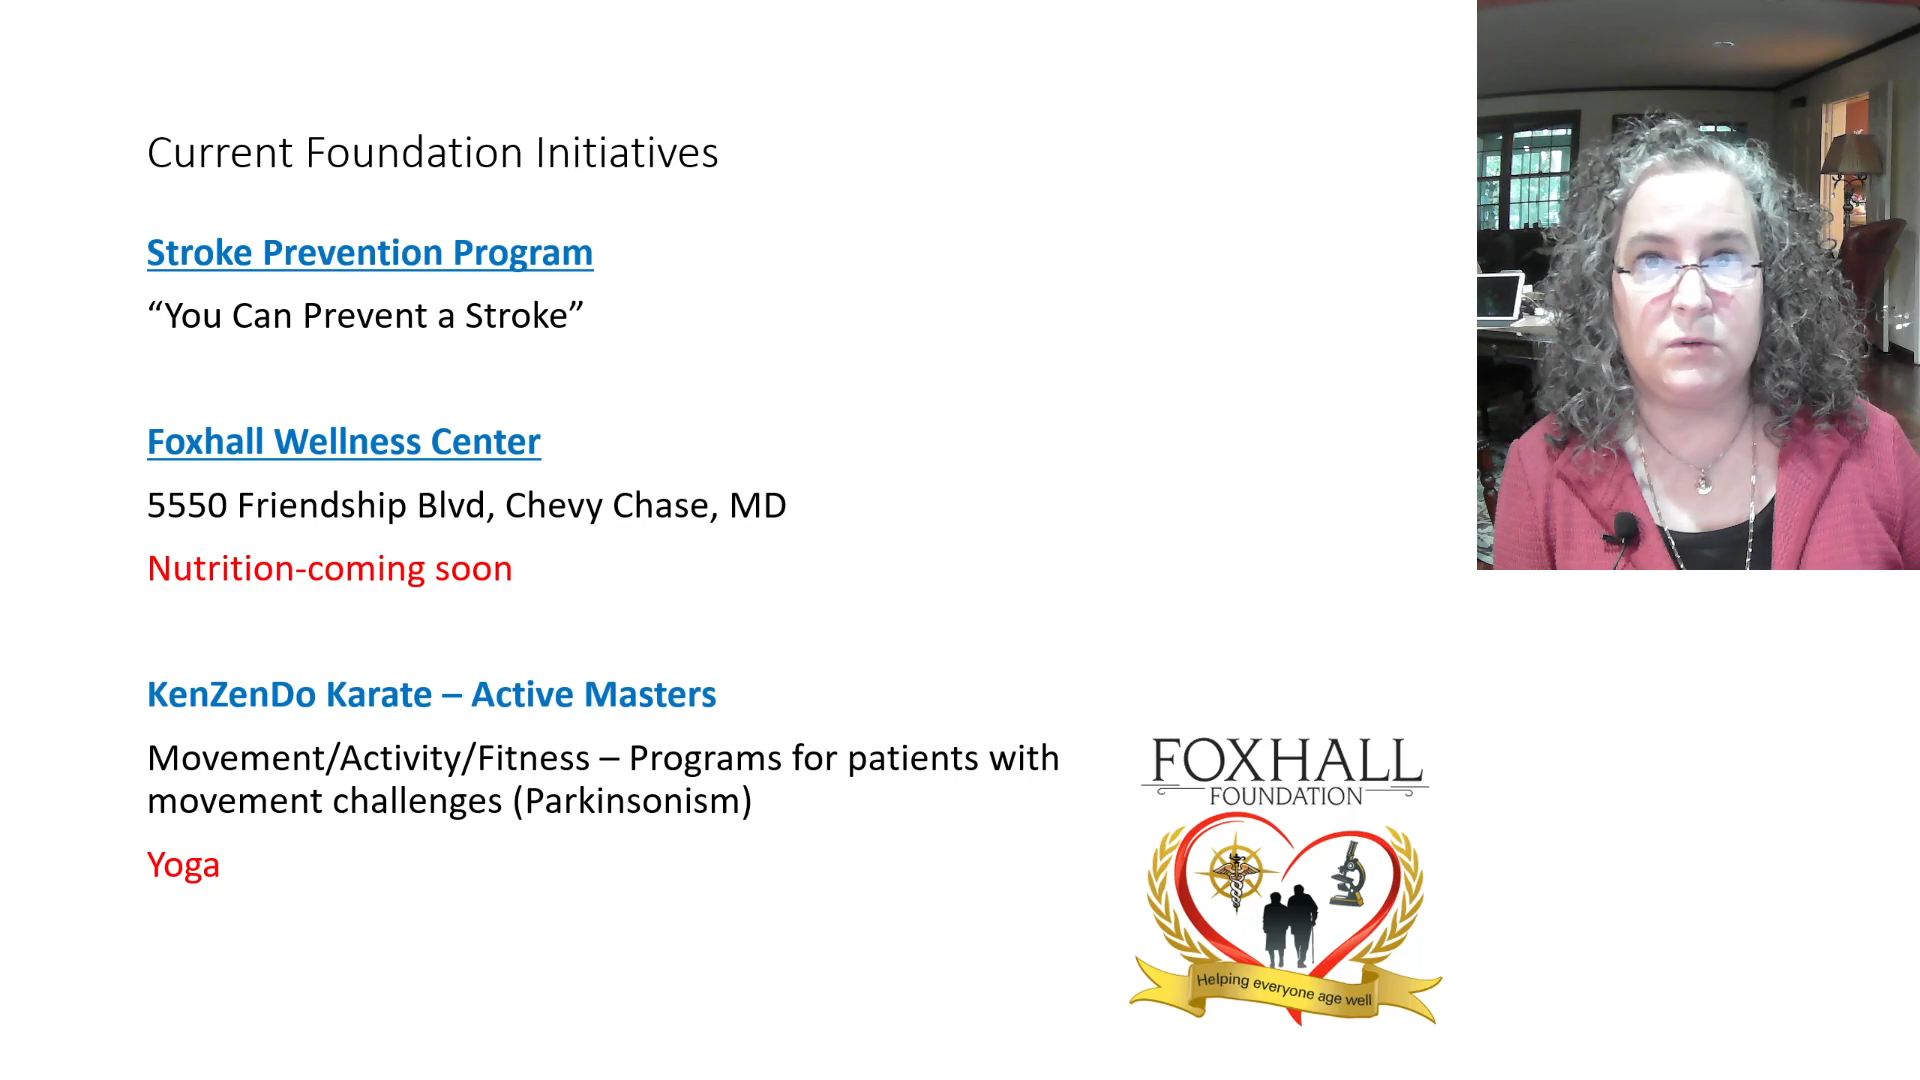 Current Foundation Initiatives
Stroke Prevention Program
“You Can Prevent a Stroke”
Foxhall Wellness Center
5550 Friendship Blvd, Chevy Chase, MD
Nutrition-coming soon
KenZenDo Karate – Active Masters
Movement/Activity/Fitness – Programs for patients with
movement challenges (Parkinsonism)
Yoga
FOXHALL
FOUNDATION
Helping everyone age well